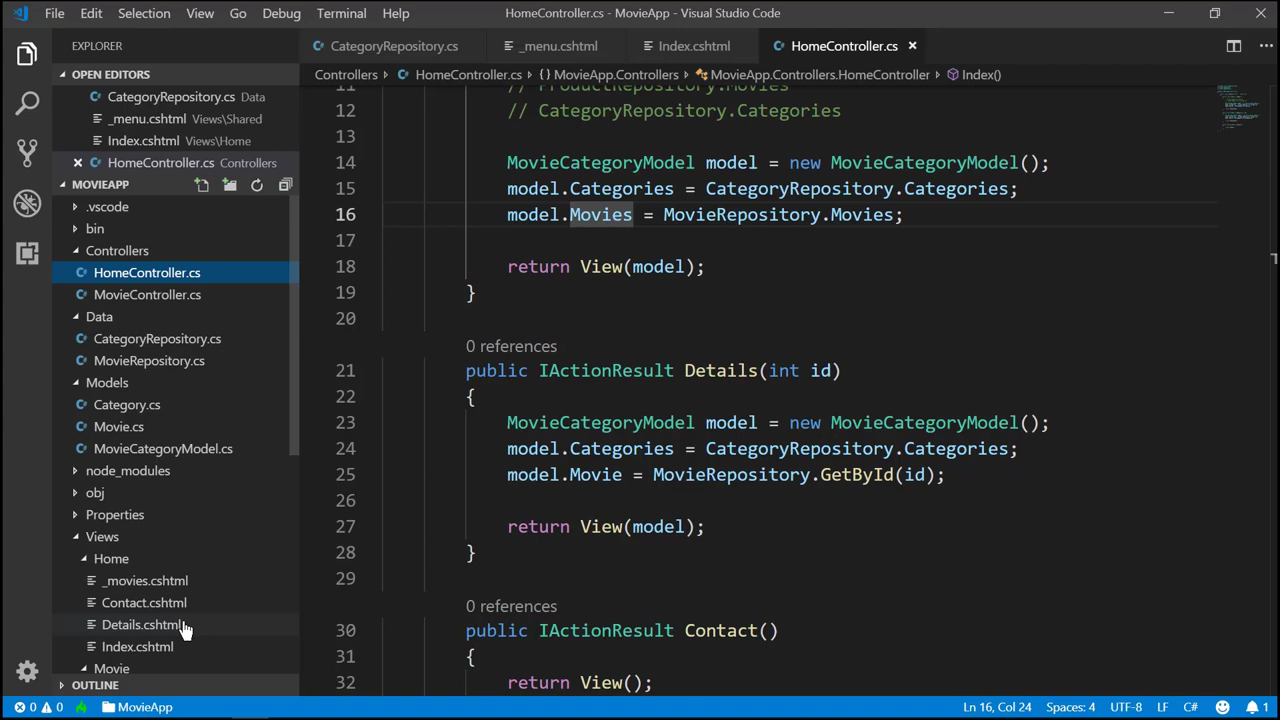 File Edit Selection View Go Debug Terminal Help HomeController.cs - MovieApp - Visual Studio Code
EXPLORER
OPEN EDITORS
CategoryRepository.cs Data
_menu.cshtml Views\Shared
Index.cshtml Views\Home
HomeController.cs Controllers
MOVIEAPP
.vscode
bin
Controllers
HomeController.cs
MovieController.cs
Data
CategoryRepository.cs
MovieRepository.cs
Models
Category.cs
Movie.cs
MovieCategoryModel.cs
node_modules
obj
Properties
Views
Home
_movies.cshtml
Contact.cshtml
Details.cshtml
Index.cshtml
Movie
OUTLINE
CategoryRepository.cs _menu.cshtml Index.cshtml HomeController.cs
Controllers HomeController.cs {} MovieApp.Controllers MovieApp.Controllers.HomeController Index()
11 // ProductRepository.Movies
12 // CategoryRepository.Categories
13
14 MovieCategoryModel model = new MovieCategoryModel();
15 model.Categories = CategoryRepository.Categories;
16 model.Movies = MovieRepository.Movies;
17
18 return View(model);
19 }
20
0 references
21 public IActionResult Details(int id)
22 {
23 MovieCategoryModel model = new MovieCategoryModel();
24 model.Categories = CategoryRepository.Categories;
25 model.Movie = MovieRepository.GetById(id);
26
27 return View(model);
28 }
29
0 references
30 public IActionResult Contact()
31 {
32 return View();
0 0 MovieApp Ln 16, Col 24 Spaces: 4 UTF-8 LF C# 1